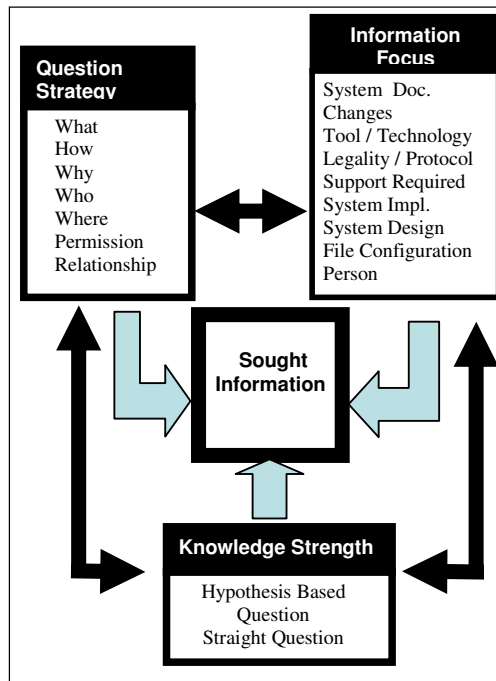 Question
Strategy
What
How
Why
Who
Where
Permission
Relationship
Information
Focus
System Doc.
Changes
Tool / Technology
Legality / Protocol
Support Required
System Impl.
System Design
File Configuration
Person
Sought
Information
Knowledge Strength
Hypothesis Based
Question
Straight Question